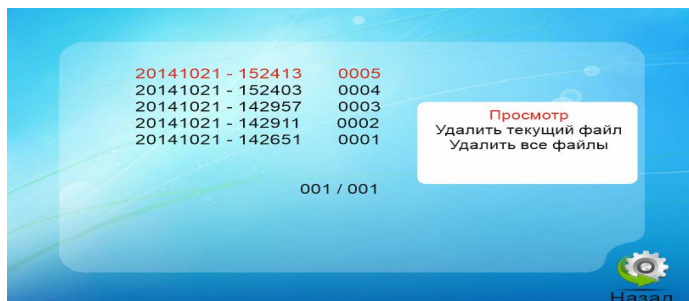 20141021 - 152413 0005
20141021 - 152403 0004
20141021 - 142957 0003
20141021 - 142911 0002
20141021 - 142651 0001
001 / 001
Просмотр
Удалить текущий файл
Удалить все файлы
Назад